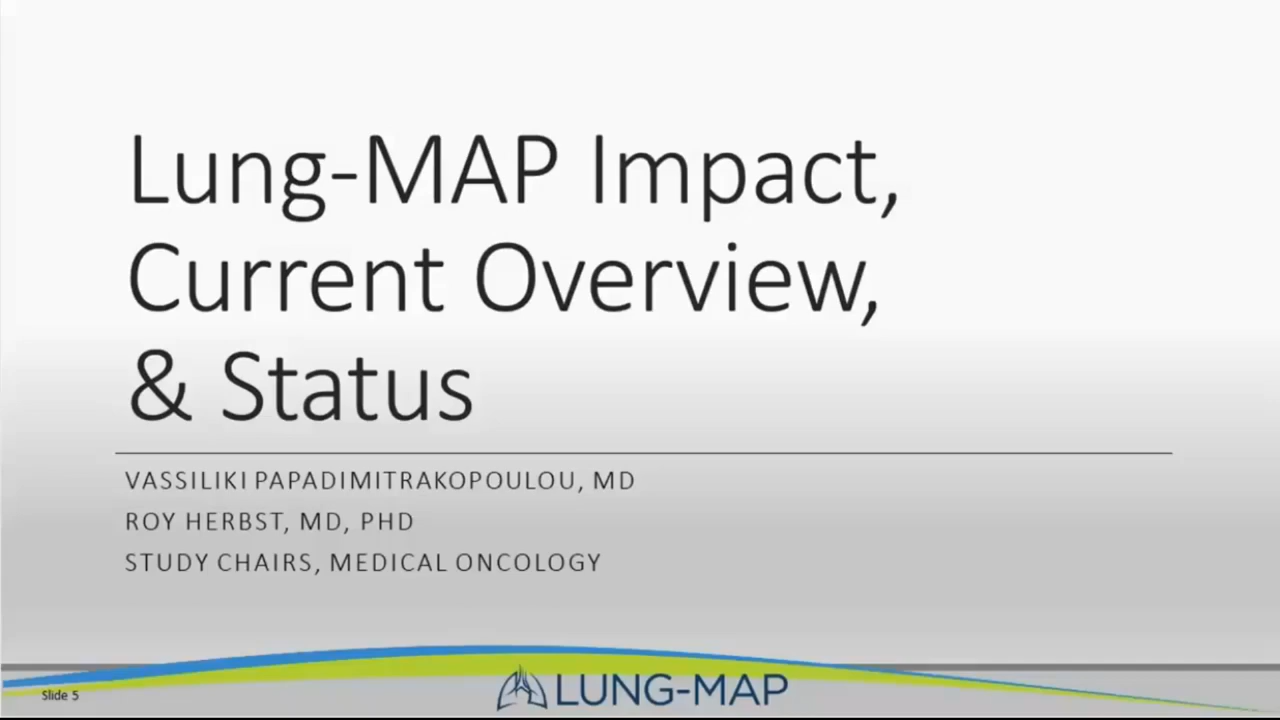 Lung-MAP Impact,
Current Overview,
& Status
VASSILIKI PAPADIMITRAKOPOULOU, MD
ROY HERBST, MD, PHD
STUDY CHAIRS, MEDICAL ONCOLOGY
Slide 5
LUNG-MAP